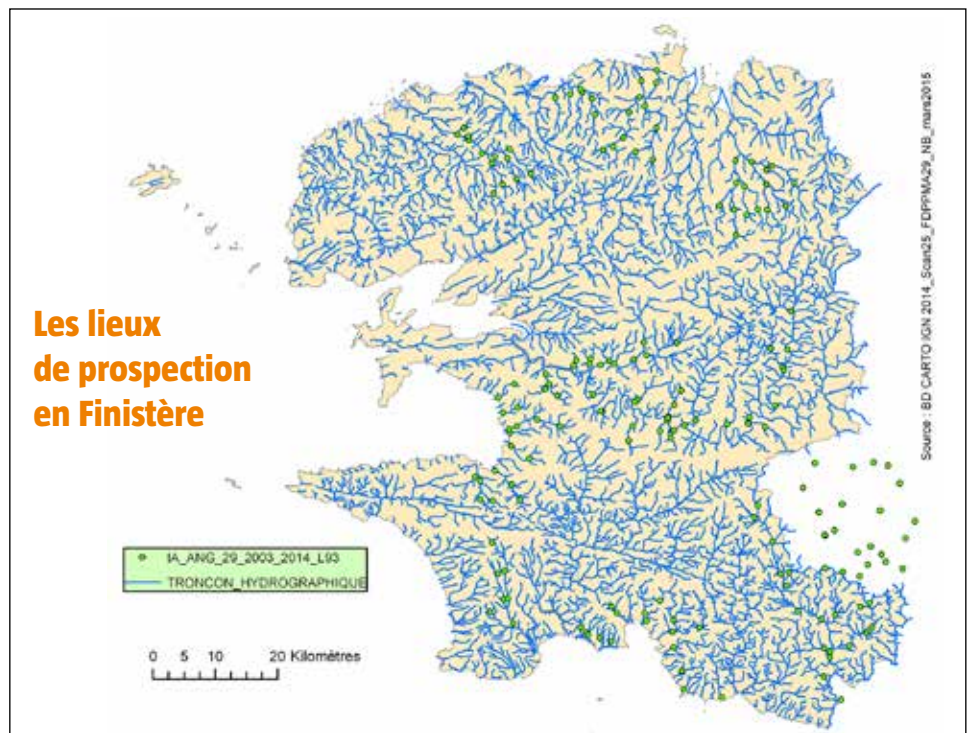 Les lieux
de prospection
en Finistère
IA_ANG_29_2003_2014_L93
TRONCON_HYDROGRAPHIQUE
0 5 10 20 Kilomètres
Source : BD CARTO IGN 2014_Scan25_FDPPMA29_NB_mars2015